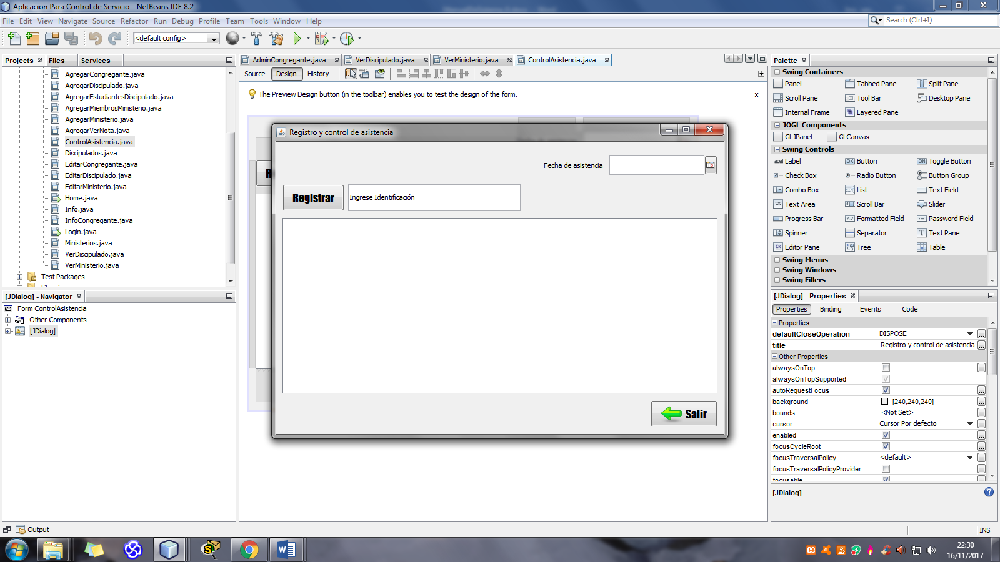 Aplicacion Para Control de Servicio - NetBeans IDE 8.2
File Edit View Navigate Source Refactor Run Debug Profile Team Tools Window Help
Search (Ctrl+I)
<default config>
Projects Files Services
AgregarCongregante.java
AgregarDiscipulado.java
AgregarEstudiantesDiscipulado.java
AgregarMiembrosMinisterio.java
AgregarMinisterio.java
AgregarVerNota.java
ControlAsistencia.java
Discipulados.java
EditarCongregante.java
EditarDiscipulado.java
EditarMinisterio.java
Home.java
Info.java
InfoCongregante.java
Login.java
Ministerios.java
VerDiscipulado.java
VerMinisterio.java
Test Packages
[JDialog] - Navigator
Form ControlAsistencia
Other Components
[JDialog]
AdminCongregante.java VerDiscipulado.java VerMinisterio.java ControlAsistencia.java
Source Design History
The Preview Design button (in the toolbar) enables you to test the design of the form.
x
Registro y control de asistencia
Fecha de asistencia
Registrar
Ingrese Identificación
Salir
Palette
Swing Containers
Panel Tabbed Pane Split Pane
Scroll Pane Tool Bar Desktop Pane
Internal Frame Layered Pane
JOGL Components
GLJPanel GLCanvas
Swing Controls
Label Button Toggle Button
Check Box Radio Button Button Group
Combo Box List Text Field
Text Area Scroll Bar Slider
Progress Bar Formatted Field Password Field
Spinner Separator Text Pane
Editor Pane Tree Table
Swing Menus
Swing Windows
Swing Fillers
[JDialog] - Properties
Properties Binding Events Code
Properties
defaultCloseOperation DISPOSE
title Registro y control de asistencia
Other Properties
alwaysOnTop
alwaysOnTopSupported
autoRequestFocus
background [240,240,240]
bounds <Not Set>
cursor Cursor Por defecto
enabled
focusCycleRoot
focusTraversalPolicy <default>
focusTraversalPolicyProvider
focusable
[JDialog]
Output
INS
22:30
16/11/2017